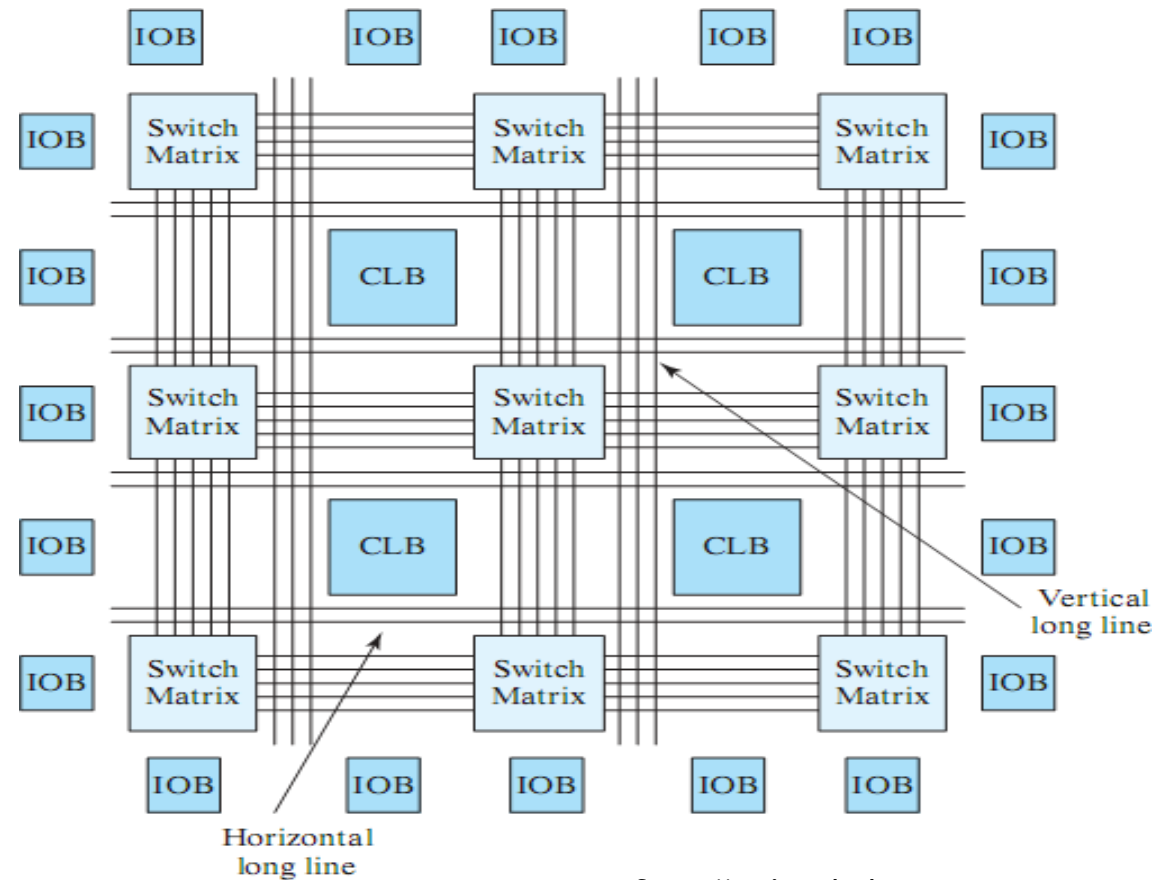 IOB IOB IOB IOB IOB
IOB Switch Matrix Switch Matrix Switch Matrix IOB
IOB CLB CLB IOB
IOB Switch Matrix Switch Matrix Switch Matrix IOB
IOB CLB CLB IOB
Vertical
long line
IOB Switch Matrix Switch Matrix Switch Matrix IOB
IOB IOB IOB IOB IOB
Horizontal
long line